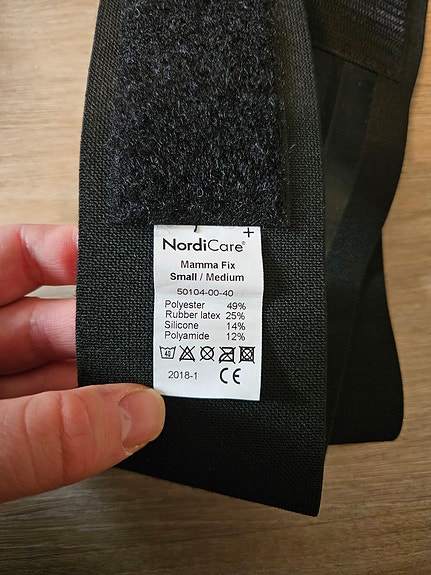 NordiCare®
Mamma Fix
Small / Medium
50104-00-40
Polyester 49%
Rubber latex 25%
Silicone 14%
Polyamide 12%
40
2018-1 CE